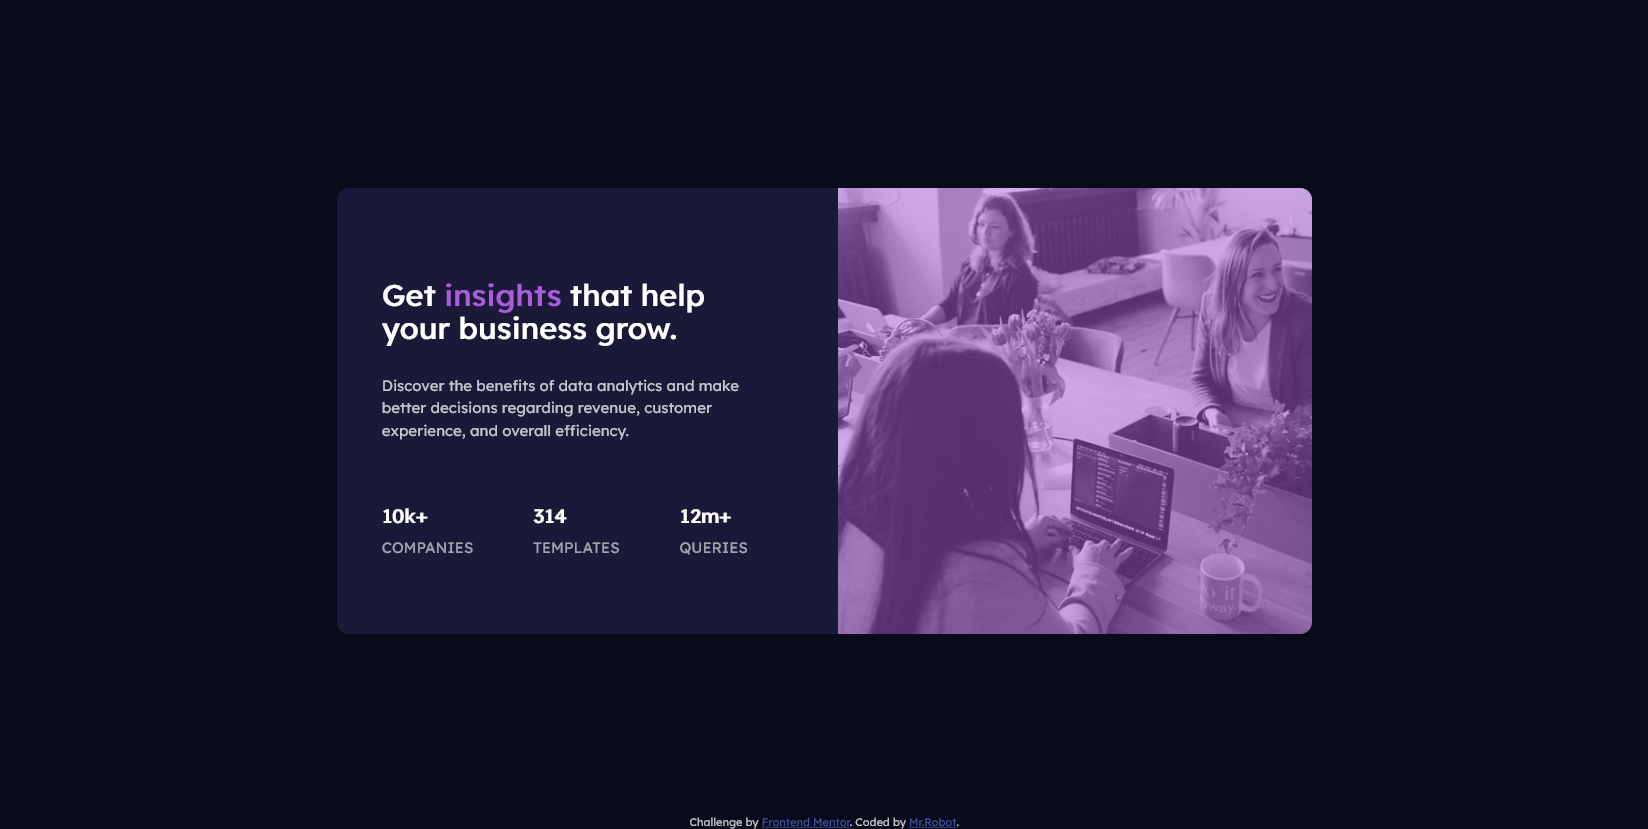 Get insights that help
your business grow.
Discover the benefits of data analytics and make
better decisions regarding revenue, customer
experience, and overall efficiency.
10k+ 314 12m+
COMPANIES TEMPLATES QUERIES
Challenge by Frontend Mentor. Coded by Mr.Robot.